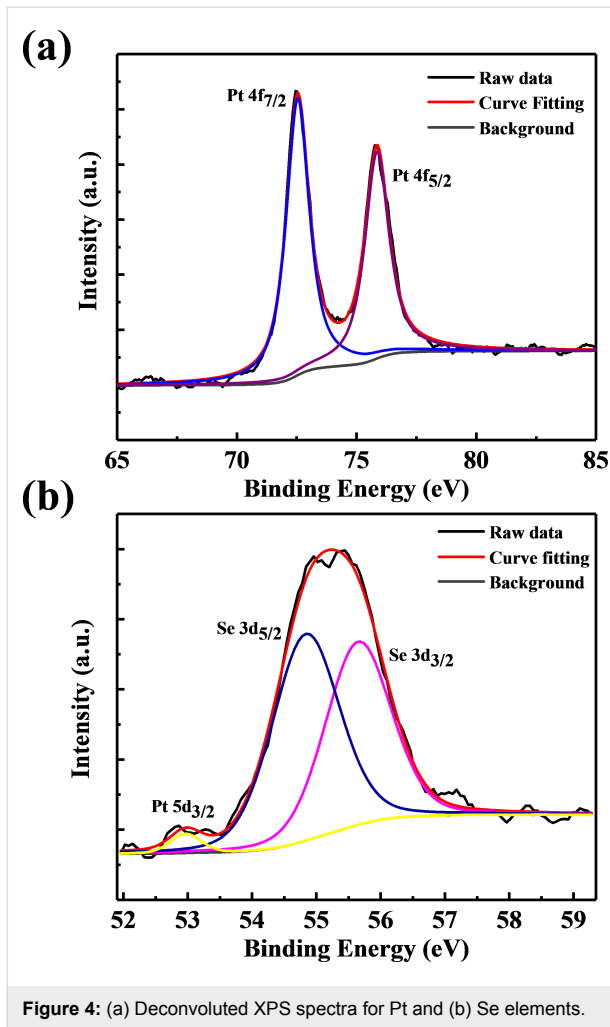 (a)
Pt 4f7/2
Raw data
Curve Fitting
Background
Pt 4f5/2
Intensity (a.u.)
65 70 75 80 85
Binding Energy (eV)
(b)
Raw data
Curve fitting
Background
Se 3d5/2
Se 3d3/2
Intensity (a.u.)
Pt 5d3/2
52 53 54 55 56 57 58 59
Binding Energy (eV)
Figure 4: (a) Deconvoluted XPS spectra for Pt and (b) Se elements.